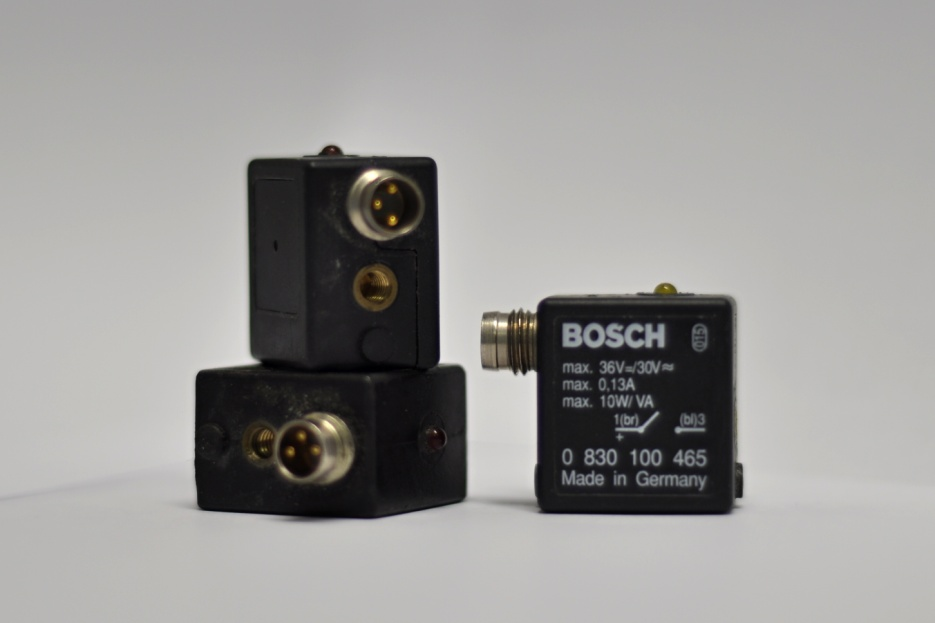 BOSCH
max. 36V=/30V≈
max. 0,13A
max. 10W/VA
1(br) (bl)3
+
0 830 100 465
Made in Germany